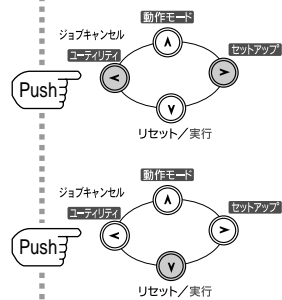 動作モード
ジョブキャンセル
ユーティリティ
セットアップ
Push
リセット／実行
動作モード
ジョブキャンセル
ユーティリティ
セットアップ
Push
リセット／実行